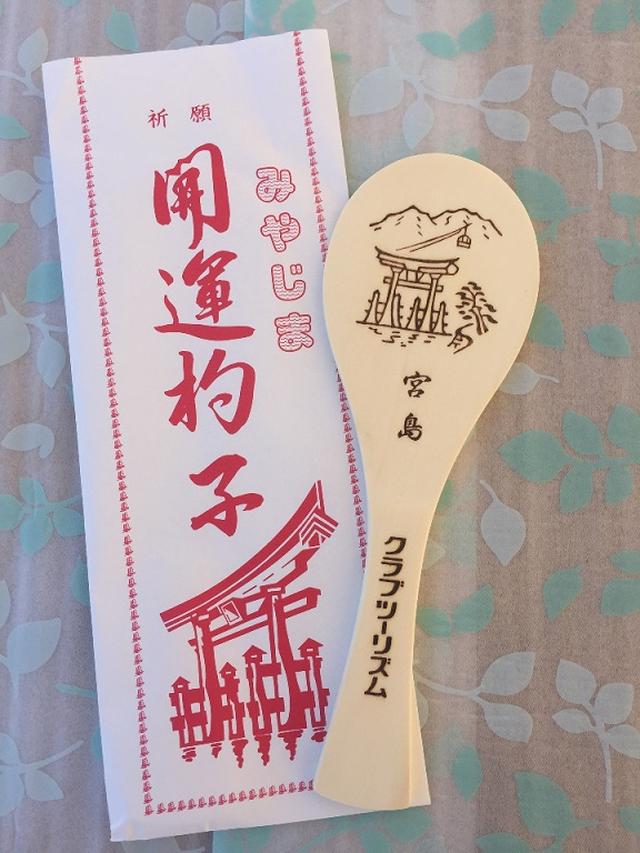 祈願
みやじま
開運杓子
宮島
クラブツーリズム